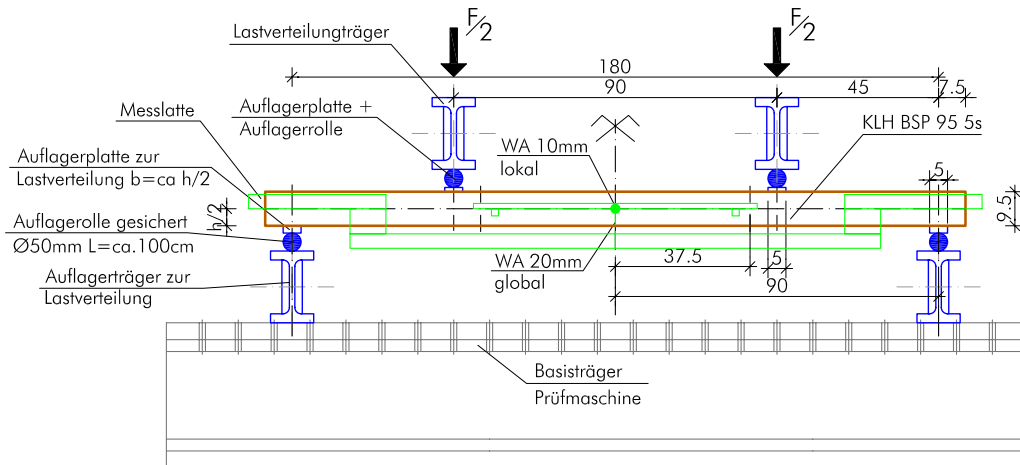 F/2
F/2
Lastverteilungträger
180
90
45
7.5
Auflagerplatte +
Auflagerrolle
Messlatte
KLH BSP 95 5s
WA 10mm
lokal
Auflagerplatte zur
Lastverteilung b=ca h/2
5
9.5
h/2
Auflagerolle gesichert
Ø50mm L=ca.100cm
WA 20mm
global
37.5
5
90
Auflagerträger zur
Lastverteilung
Basisträger
Prüfmaschine